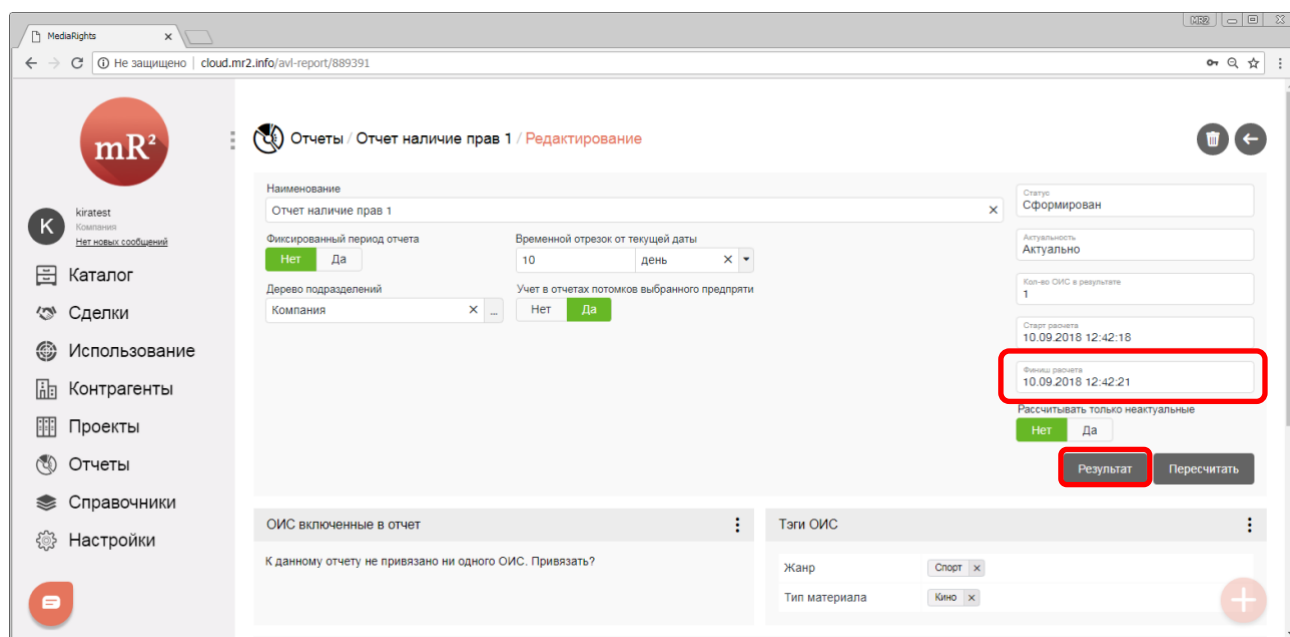 MR2
MediaRights
Не защищено | cloud.mr2.info/avl-report/889391
mR²
Отчеты / Отчет наличие прав 1 / Редактирование
K
kiratest
Компания
Нет новых сообщений
Каталог
Сделки
Использование
Контрагенты
Проекты
Отчеты
Справочники
Настройки
Наименование
Отчет наличие прав 1
Фиксированный период отчета
Нет Да
Временной отрезок от текущей даты
10 день
Дерево подразделений
Компания ...
Учет в отчетах потомков выбранного предпряти
Нет Да
Статус
Сформирован
Актуальность
Актуально
Кол-во ОИС в результате
1
Старт расчета
10.09.2018 12:42:18
Финиш расчета
10.09.2018 12:42:21
Рассчитывать только неактуальные
Нет Да
Результат Пересчитать
ОИС включенные в отчет
К данному отчету не привязано ни одного ОИС. Привязать?
Тэги ОИС
Жанр Спорт ×
Тип материала Кино ×